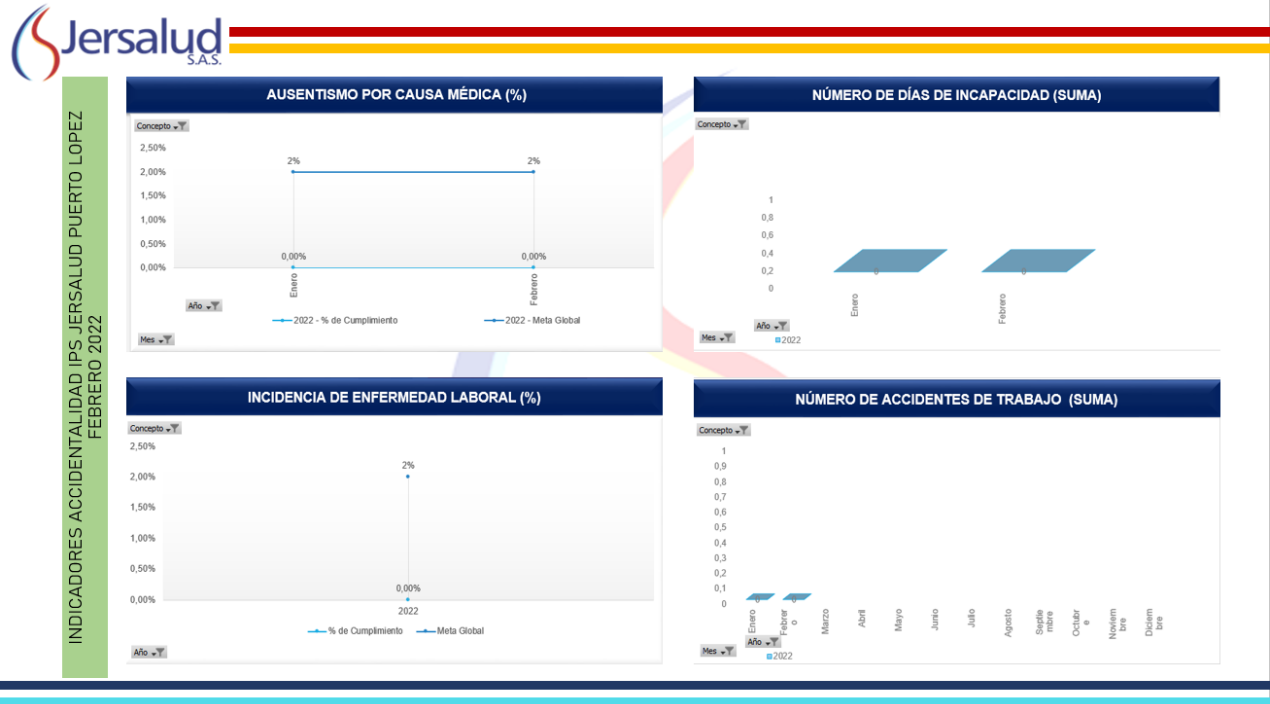 Jersalud
S.A.S.
INDICADORES ACCIDENTALIDAD IPS JERSALUD PUERTO LOPEZ
FEBRERO 2022
AUSENTISMO POR CAUSA MÉDICA (%)
Concepto
2,50%
2,00%
1,50%
1,00%
0,50%
0,00%
2%
2%
0,00%
0,00%
Enero
Febrero
Año
2022 - % de Cumplimiento
2022 - Meta Global
Mes
NÚMERO DE DÍAS DE INCAPACIDAD (SUMA)
Concepto
1
0,8
0,6
0,4
0,2
0
0
0
Enero
Febrero
Año
Mes
2022
INCIDENCIA DE ENFERMEDAD LABORAL (%)
Concepto
2,50%
2,00%
1,50%
1,00%
0,50%
0,00%
2%
0,00%
2022
% de Cumplimiento
Meta Global
Año
NÚMERO DE ACCIDENTES DE TRABAJO (SUMA)
Concepto
1
0,9
0,8
0,7
0,6
0,5
0,4
0,3
0,2
0,1
0
0
0
Enero
Febrer
o
Marzo
Abril
Mayo
Junio
Julio
Agosto
Septie
mbre
Octubr
e
Noviem
bre
Diciem
bre
Año
Mes
2022